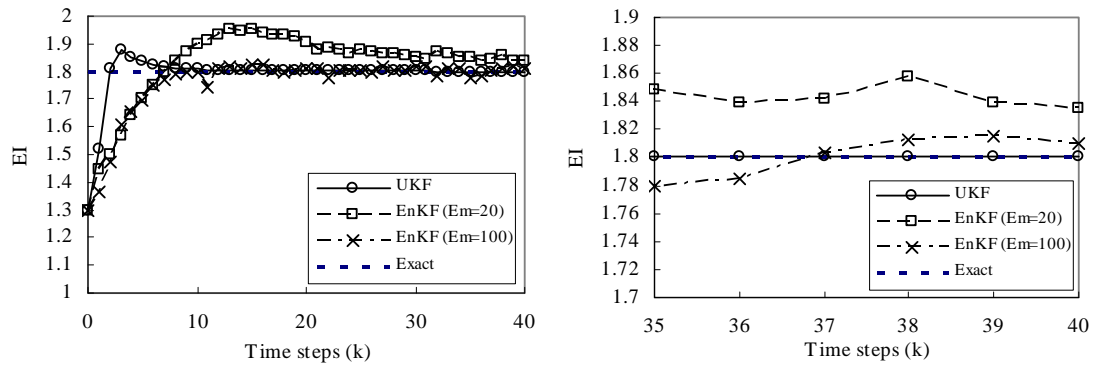 2
1.9
1.8
1.7
1.6
1.5
1.4
1.3
1.2
1.1
1
EI
0
10
20
30
40
Time steps (k)
UKF
EnKF (Em=20)
EnKF (Em=100)
Exact
1.9
1.88
1.86
1.84
1.82
1.8
1.78
1.76
1.74
1.72
1.7
EI
35
36
37
38
39
40
Time steps (k)
UKF
EnKF (Em=20)
EnKF (Em=100)
Exact